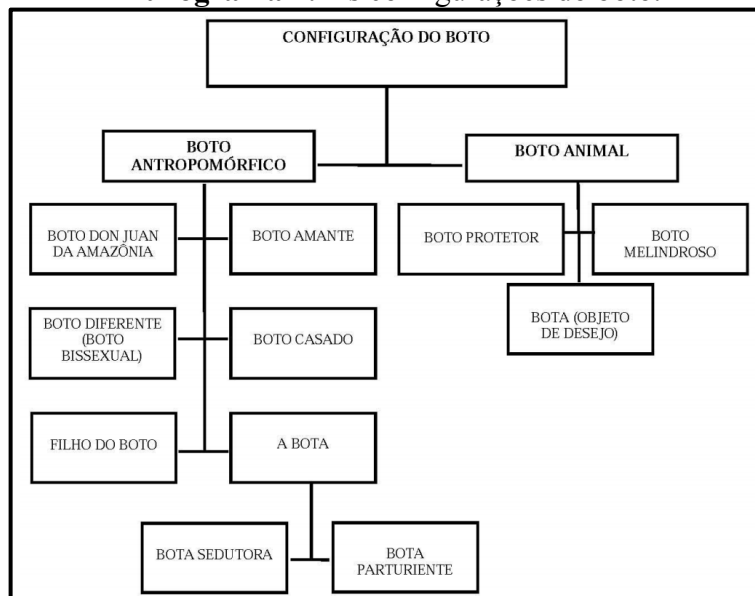 CONFIGURAÇÃO DO BOTO
BOTO
ANTROPOMÓRFICO
BOTO ANIMAL
BOTO DON JUAN
DA AMAZÔNIA
BOTO AMANTE
BOTO PROTETOR
BOTO
MELINDROSO
BOTO DIFERENTE
(BOTO
BISSEXUAL)
BOTO CASADO
BOTA (OBJETO
DE DESEJO)
FILHO DO BOTO
A BOTA
BOTA SEDUTORA
BOTA
PARTURIENTE